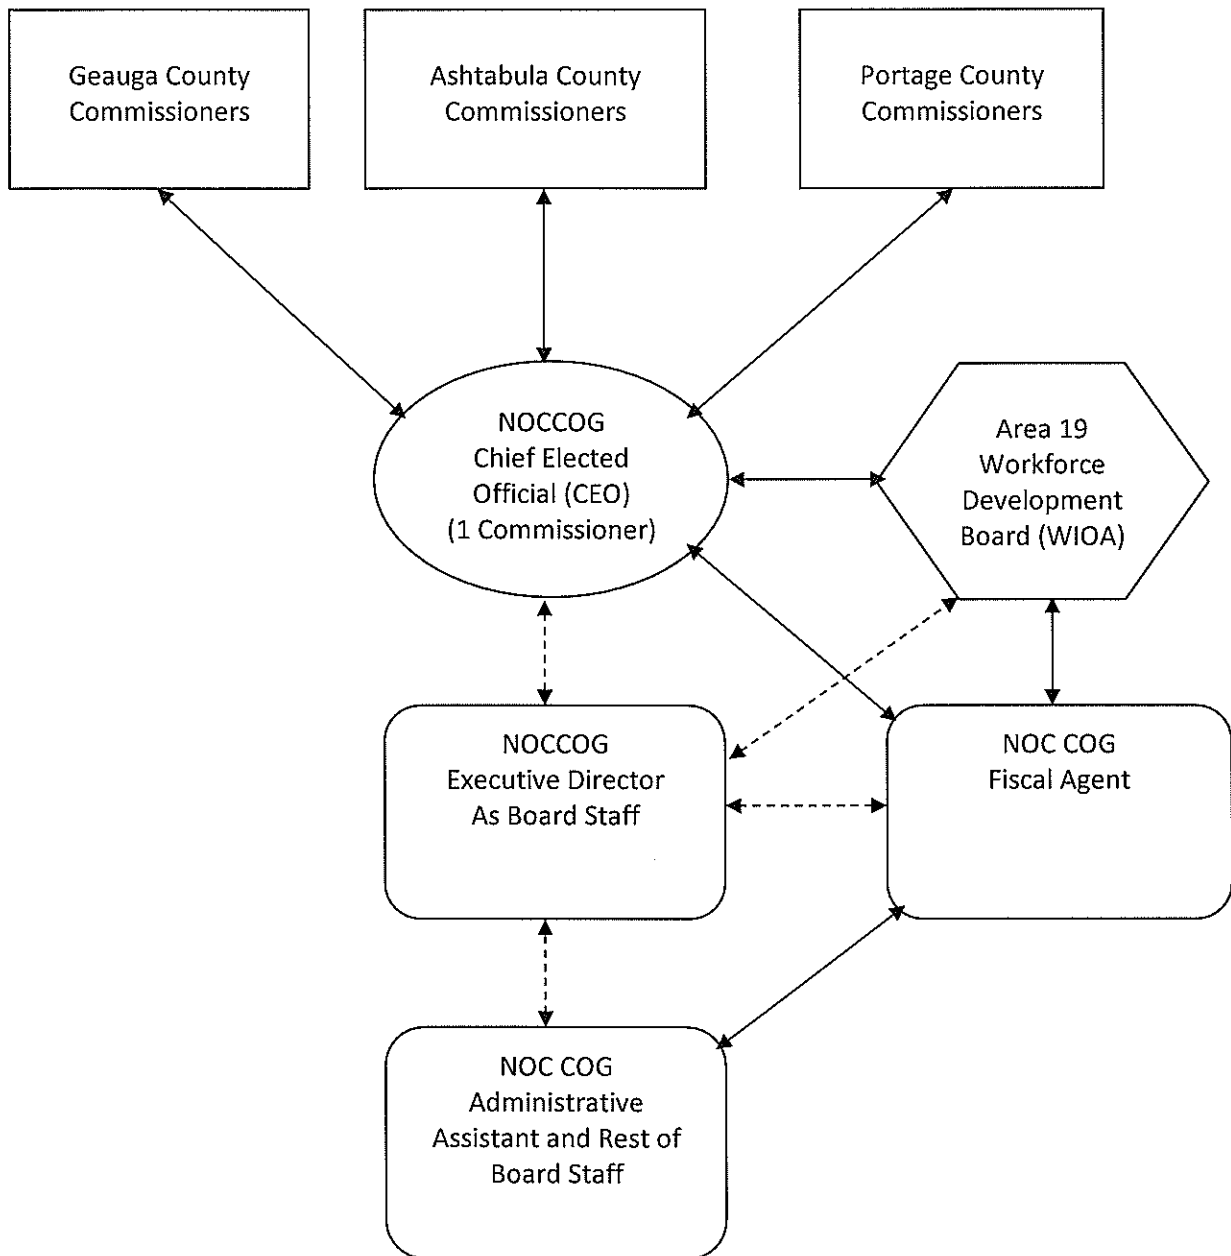 Geauga County
Commissioners
Ashtabula County
Commissioners
Portage County
Commissioners
NOCCOG
Chief Elected
Official (CEO)
(1 Commissioner)
Area 19
Workforce
Development
Board (WIOA)
NOCCOG
Executive Director
As Board Staff
NOC COG
Fiscal Agent
NOC COG
Administrative
Assistant and Rest of
Board Staff